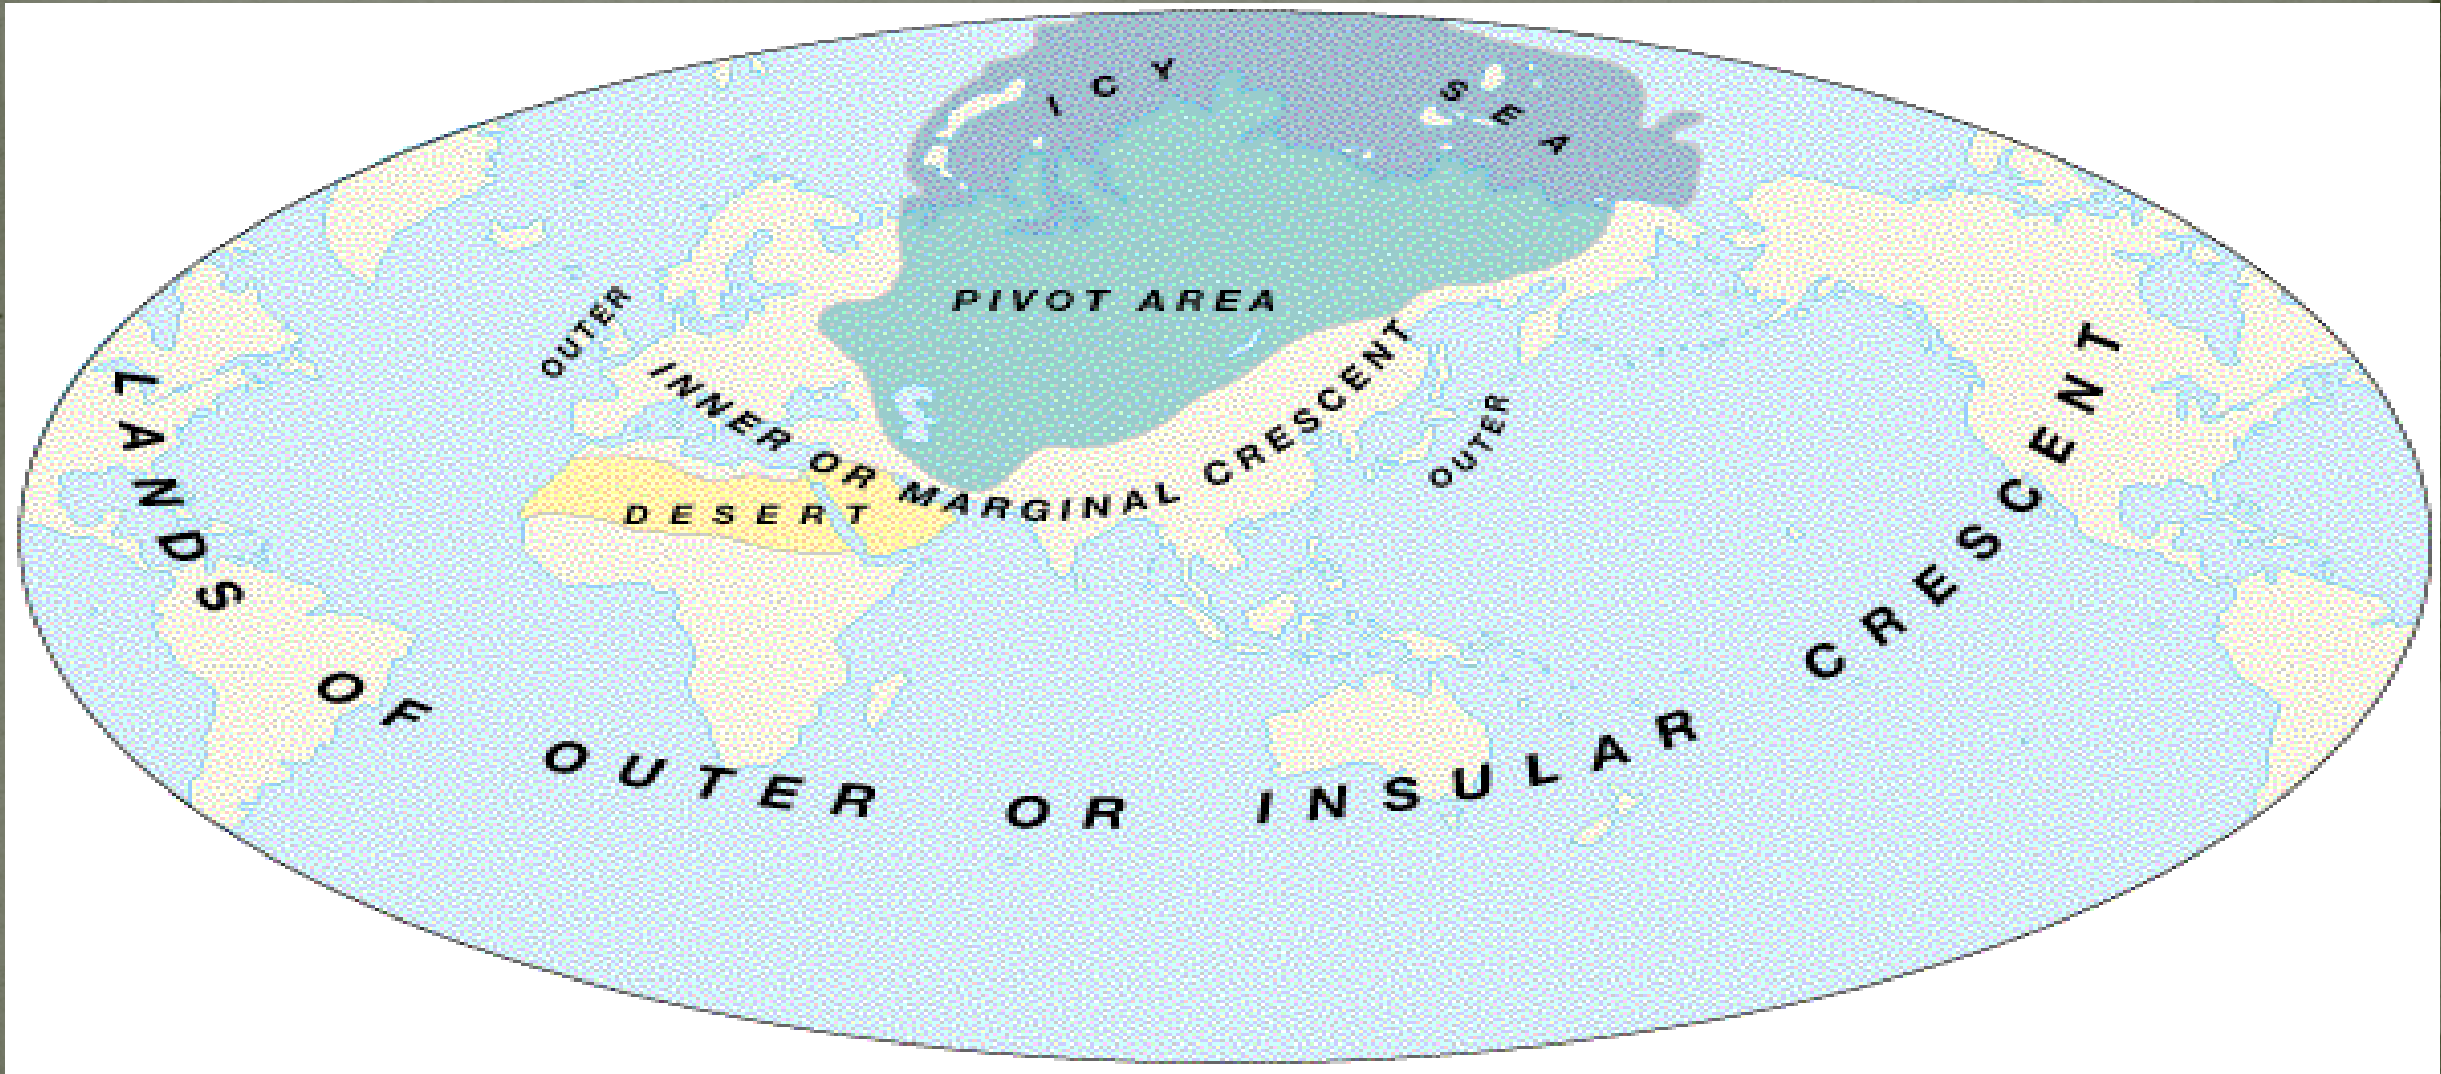 ICY SEA
PIVOT AREA
OUTER
INNER OR MARGINAL CRESCENT
OUTER
DESERT
LANDS OF OUTER OR INSULAR CRESCENT